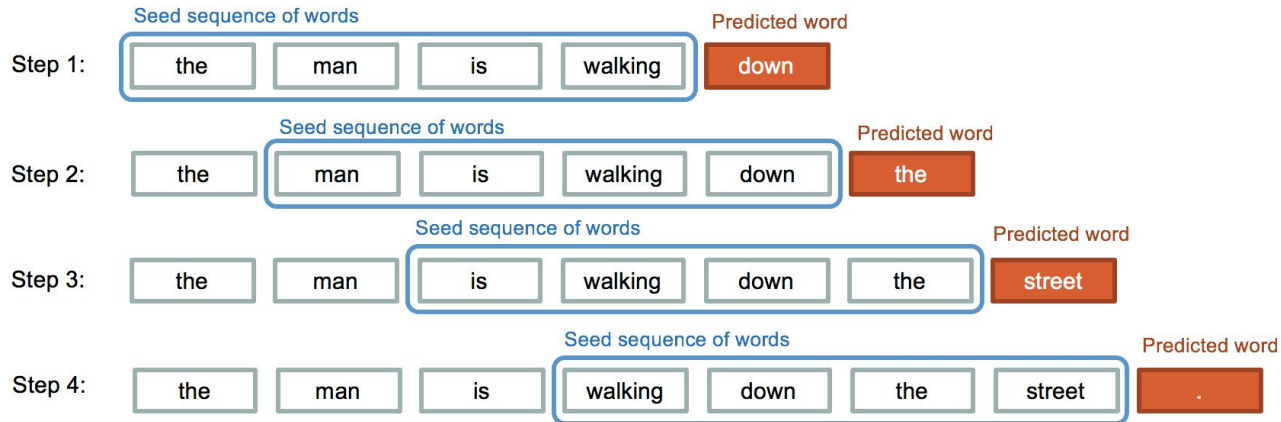 Seed sequence of words
Predicted word
Step 1: the man is walking down
Seed sequence of words
Predicted word
Step 2: the man is walking down the
Seed sequence of words
Predicted word
Step 3: the man is walking down the street
Seed sequence of words
Predicted word
Step 4: the man is walking down the street .